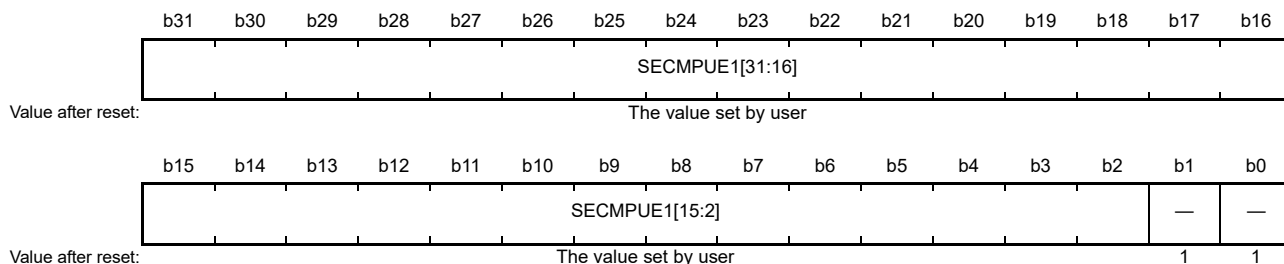 b31 b30 b29 b28 b27 b26 b25 b24 b23 b22 b21 b20 b19 b18 b17 b16
SECMPUE1[31:16]
Value after reset: The value set by user
b15 b14 b13 b12 b11 b10 b9 b8 b7 b6 b5 b4 b3 b2 b1 b0
SECMPUE1[15:2] — —
Value after reset: The value set by user 1 1